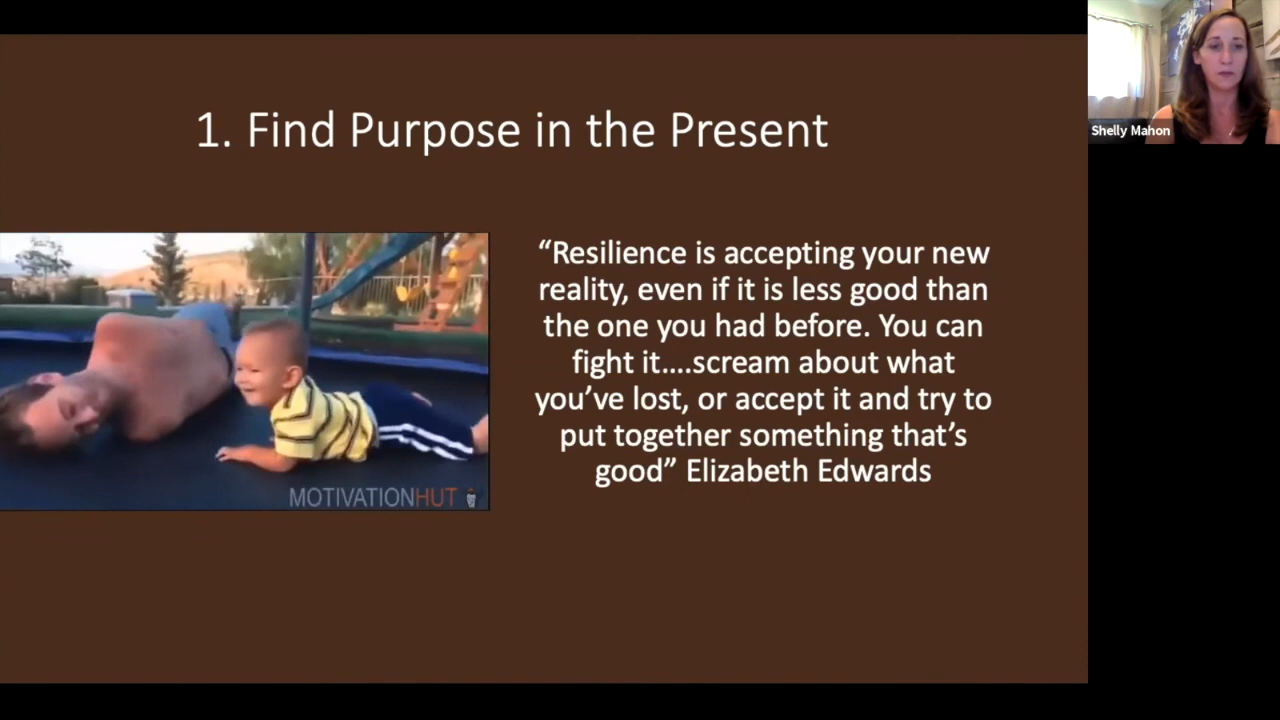 1. Find Purpose in the Present
Shelly Mahon
“Resilience is accepting your new
reality, even if it is less good than
the one you had before. You can
fight it....scream about what
you’ve lost, or accept it and try to
put together something that’s
good” Elizabeth Edwards
MOTIVATIONHUT